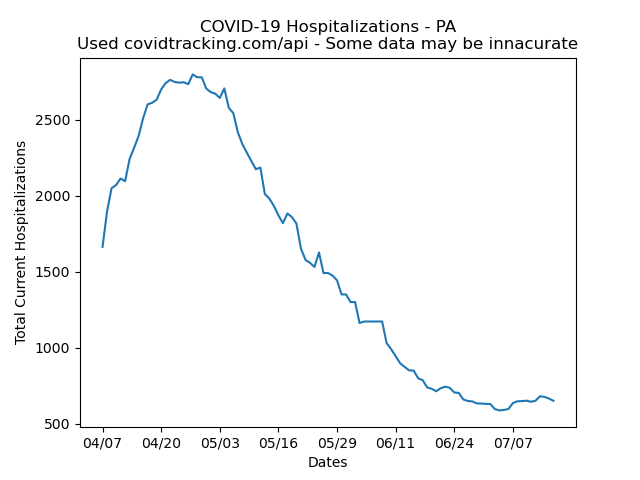 COVID-19 Hospitalizations - PA
Used covidtracking.com/api - Some data may be innacurate
Total Current Hospitalizations
2500
2000
1500
1000
500
04/07 04/20 05/03 05/16 05/29 06/11 06/24 07/07
Dates